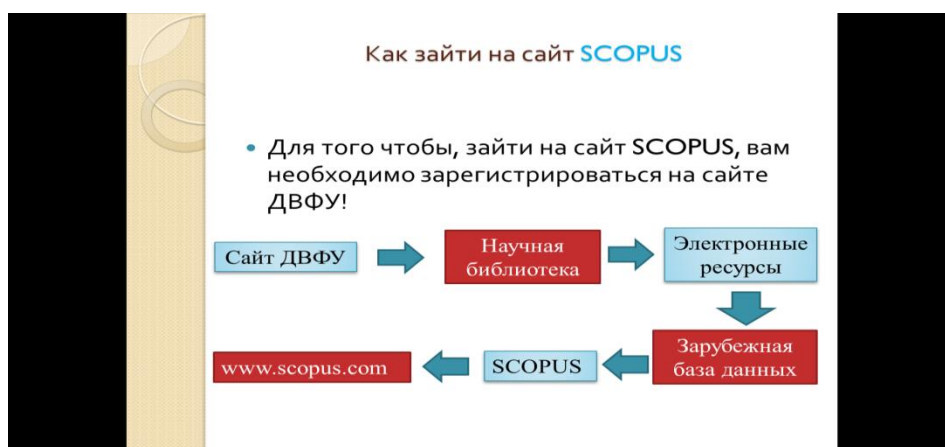 Как зайти на сайт SCOPUS
• Для того чтобы, зайти на сайт SCOPUS, вам
необходимо зарегистрироваться на сайте
ДВФУ!
Сайт ДВФУ
Научная
библиотека
Электронные
ресурсы
Зарубежная
база данных
SCOPUS
www.scopus.com